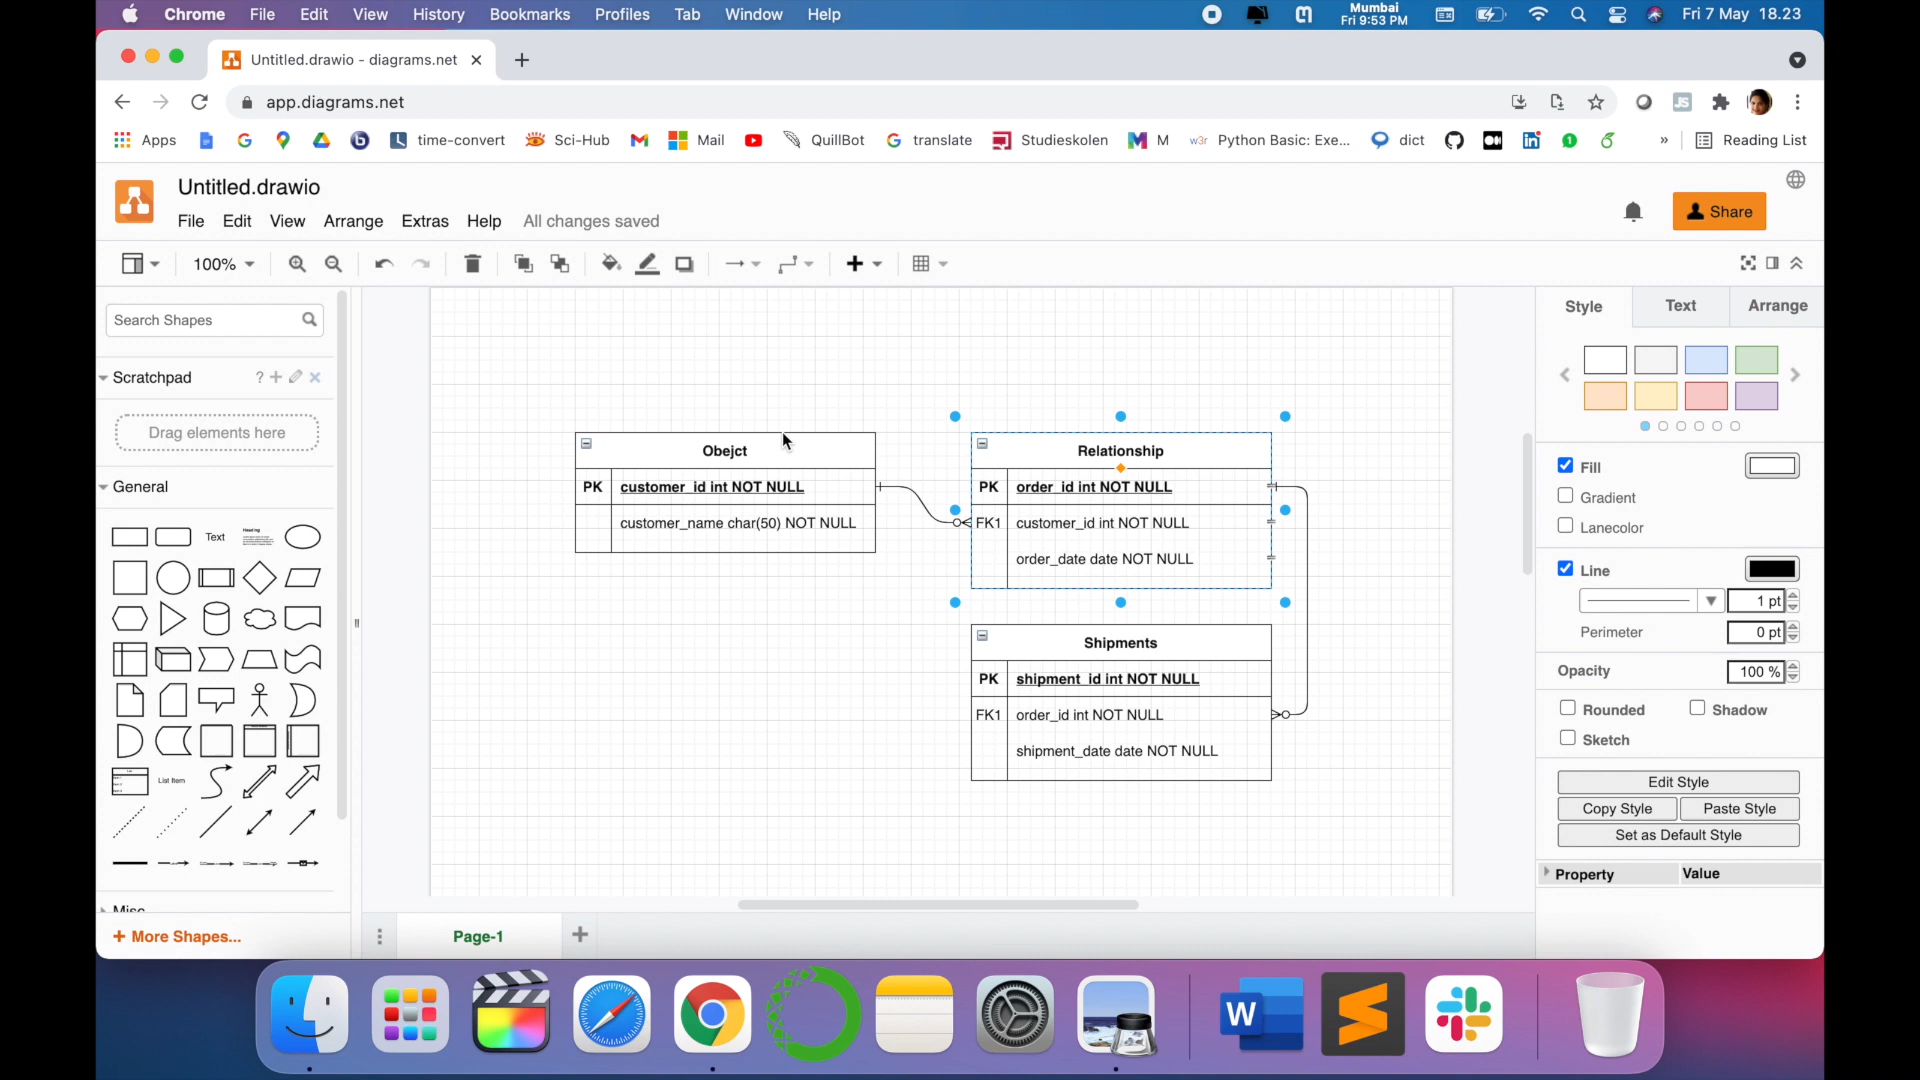 Chrome File Edit View History Bookmarks Profiles Tab Window Help
Mumbai
Fri 9:53 PM
Fri 7 May 18.23
Untitled.drawio - diagrams.net
app.diagrams.net
JS
Apps time-convert Sci-Hub Mail QuillBot translate Studieskolen M w3r Python Basic: Exe... dict » Reading List
Untitled.drawio
File Edit View Arrange Extras Help All changes saved
Share
100%
Search Shapes
Scratchpad ?
Drag elements here
General
Text
Heading
List Item
Misc
+ More Shapes...
Obejct
PK customer_id int NOT NULL
customer_name char(50) NOT NULL
Relationship
PK order_id int NOT NULL
FK1 customer_id int NOT NULL
order_date date NOT NULL
Shipments
PK shipment_id int NOT NULL
FK1 order_id int NOT NULL
shipment_date date NOT NULL
Page-1
Style Text Arrange
Fill
Gradient
Lanecolor
Line
1 pt
Perimeter 0 pt
Opacity 100 %
Rounded Shadow
Sketch
Edit Style
Copy Style Paste Style
Set as Default Style
Property Value
W